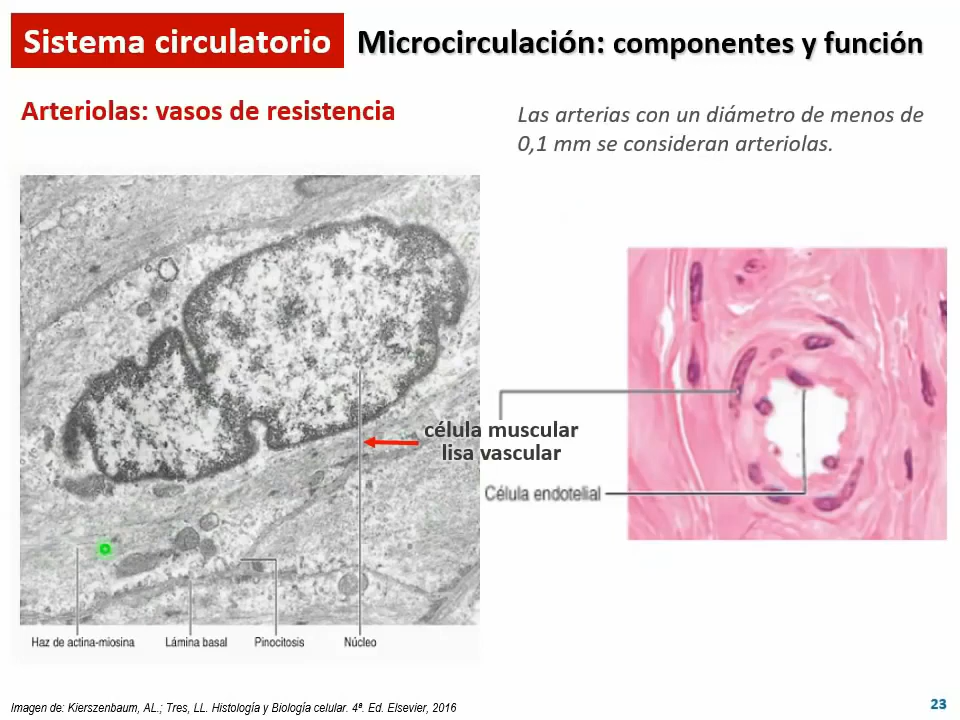 Sistema circulatorio
Microcirculación: componentes y función
Arteriolas: vasos de resistencia
Las arterias con un diámetro de menos de
0,1 mm se consideran arteriolas.
célula muscular
lisa vascular
Célula endotelial
Haz de actina-miosina
Lámina basal
Pinocitosis
Núcleo
Imagen de: Kierszenbaum, AL.; Tres, LL. Histología y Biología celular. 4ª. Ed. Elsevier, 2016
23